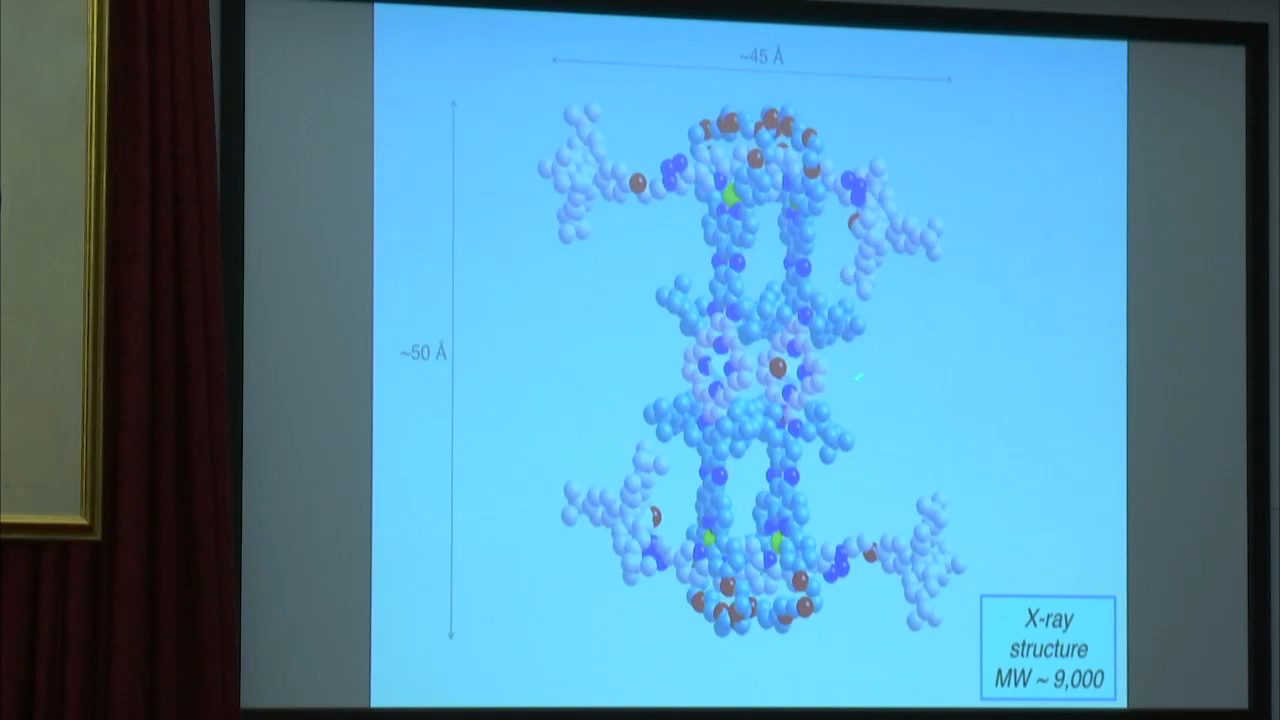 ~45 Å
~50 Å
X-ray
structure
MW ~ 9,000